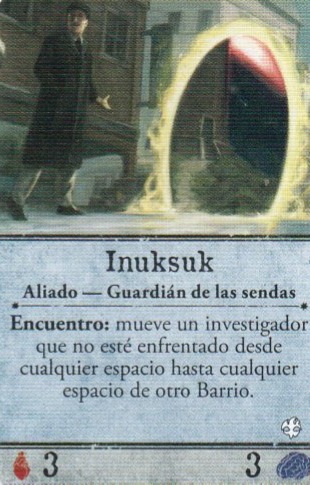 Inuksuk
Aliado — Guardián de las sendas
Encuentro: mueve un investigador
que no esté enfrentado desde
cualquier espacio hasta cualquier
espacio de otro Barrio.
3 3